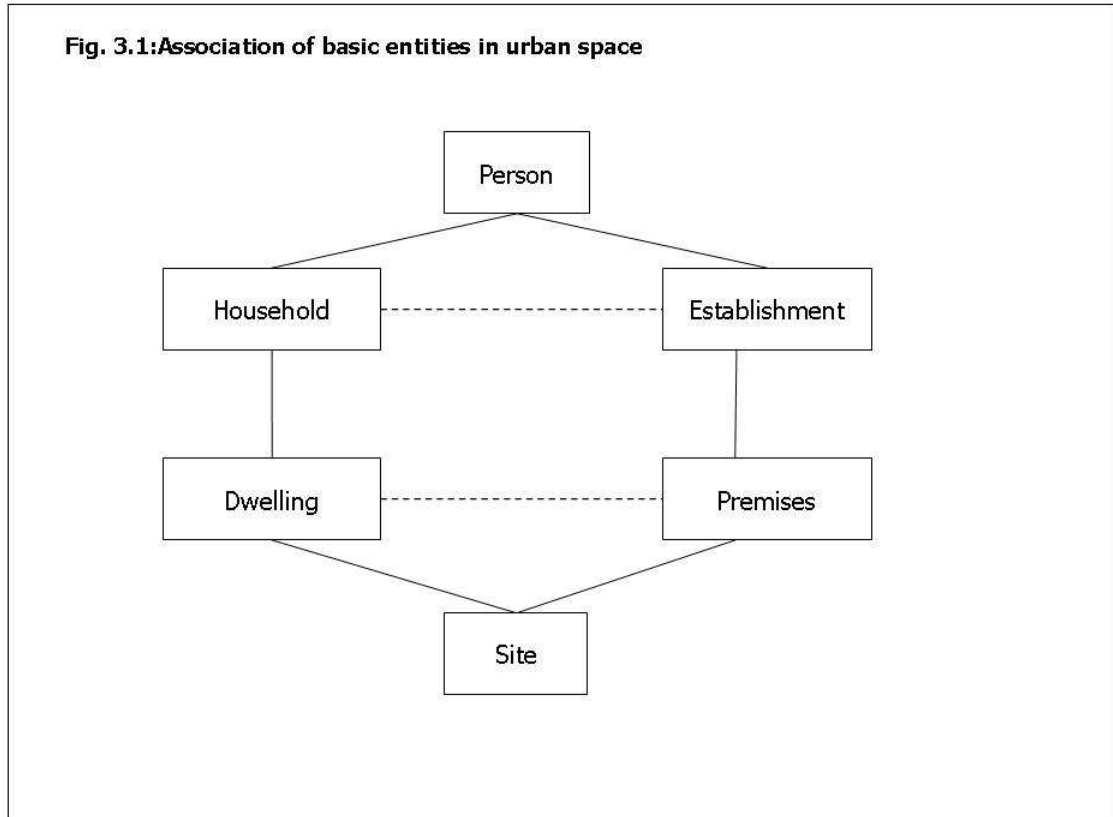 Fig. 3.1:Association of basic entities in urban space
Person
Household
Establishment
Dwelling
Premises
Site